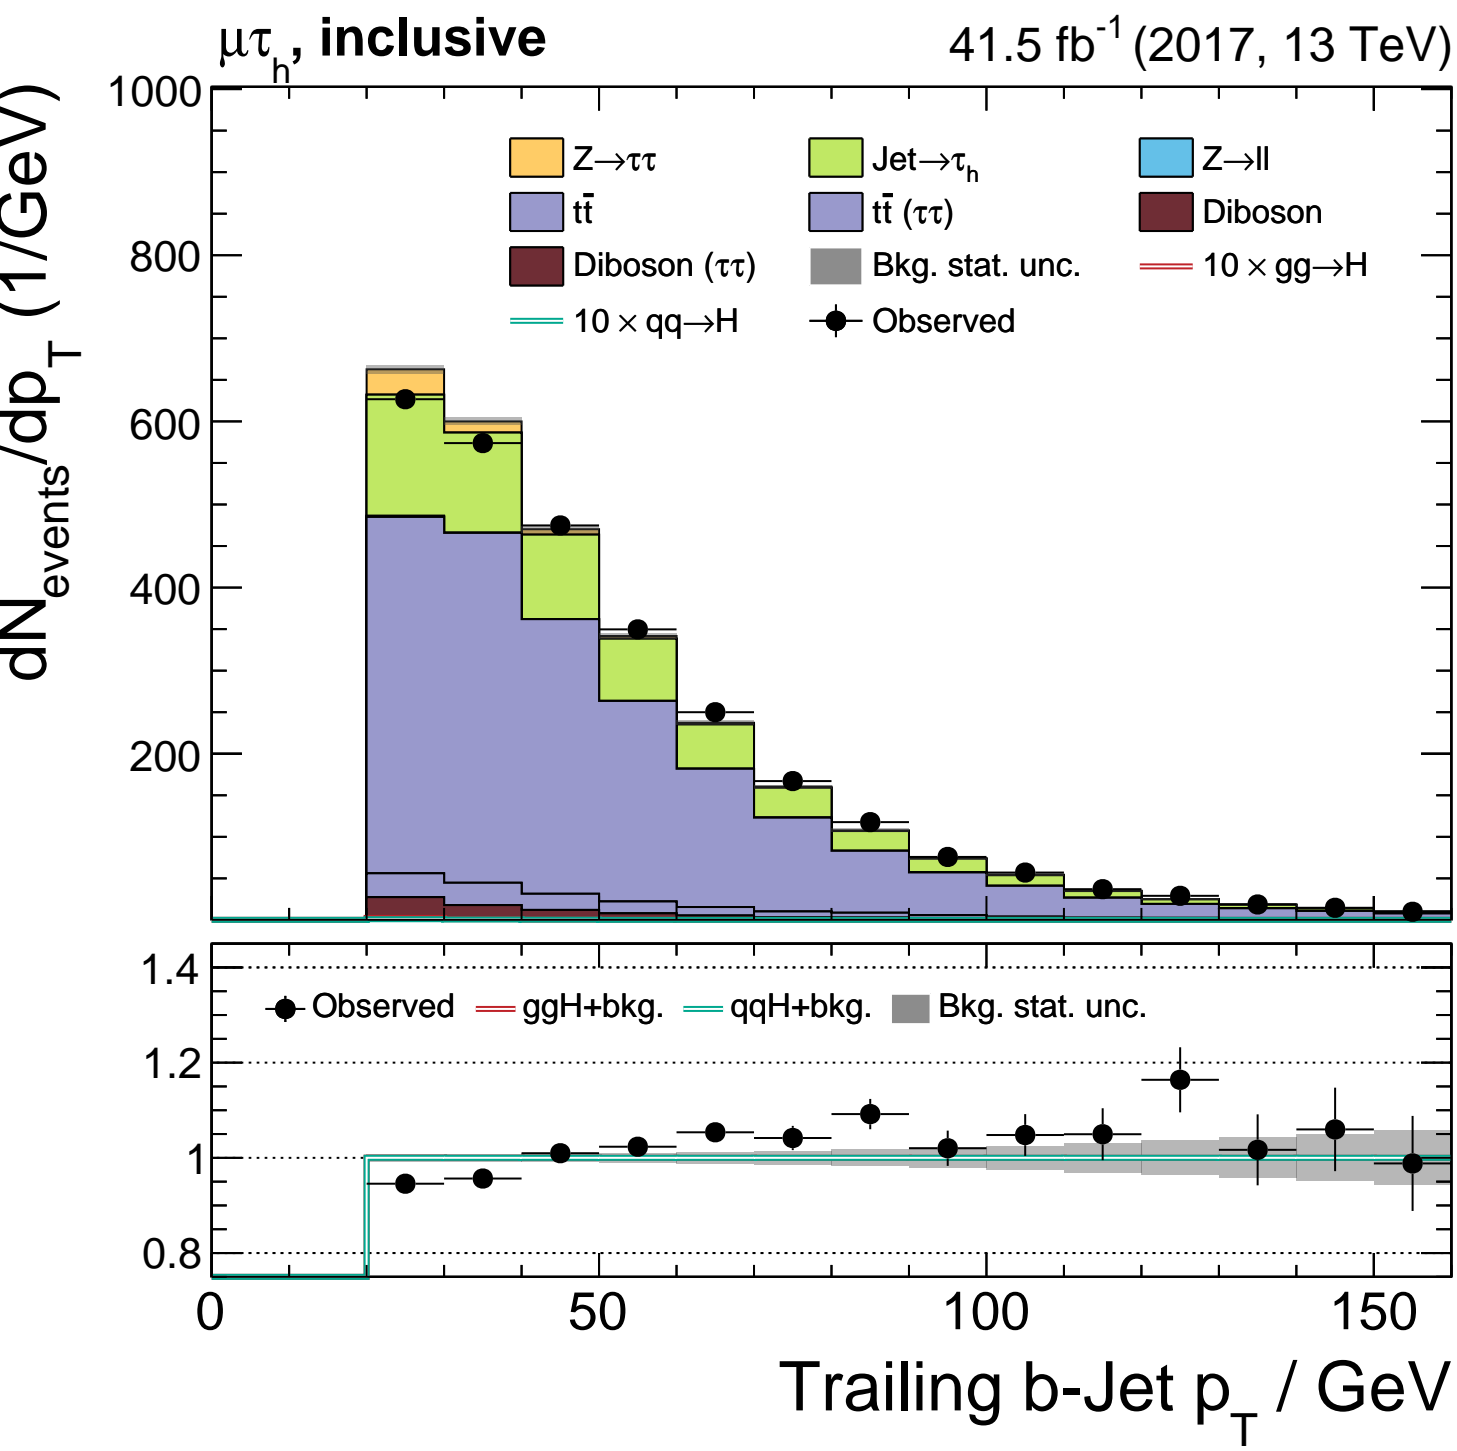 μτh, inclusive
41.5 fb-1 (2017, 13 TeV)
dNevents/dpT (1/GeV)
1000
800
600
400
200
Z→ττ
Jet→τh
Z→ll
tt̄
tt̄ (ττ)
Diboson
Diboson (ττ)
Bkg. stat. unc.
10 × gg→H
10 × qq→H
Observed
1.4
1.2
1
0.8
Observed
ggH+bkg.
qqH+bkg.
Bkg. stat. unc.
0
50
100
150
Trailing b-Jet pT / GeV